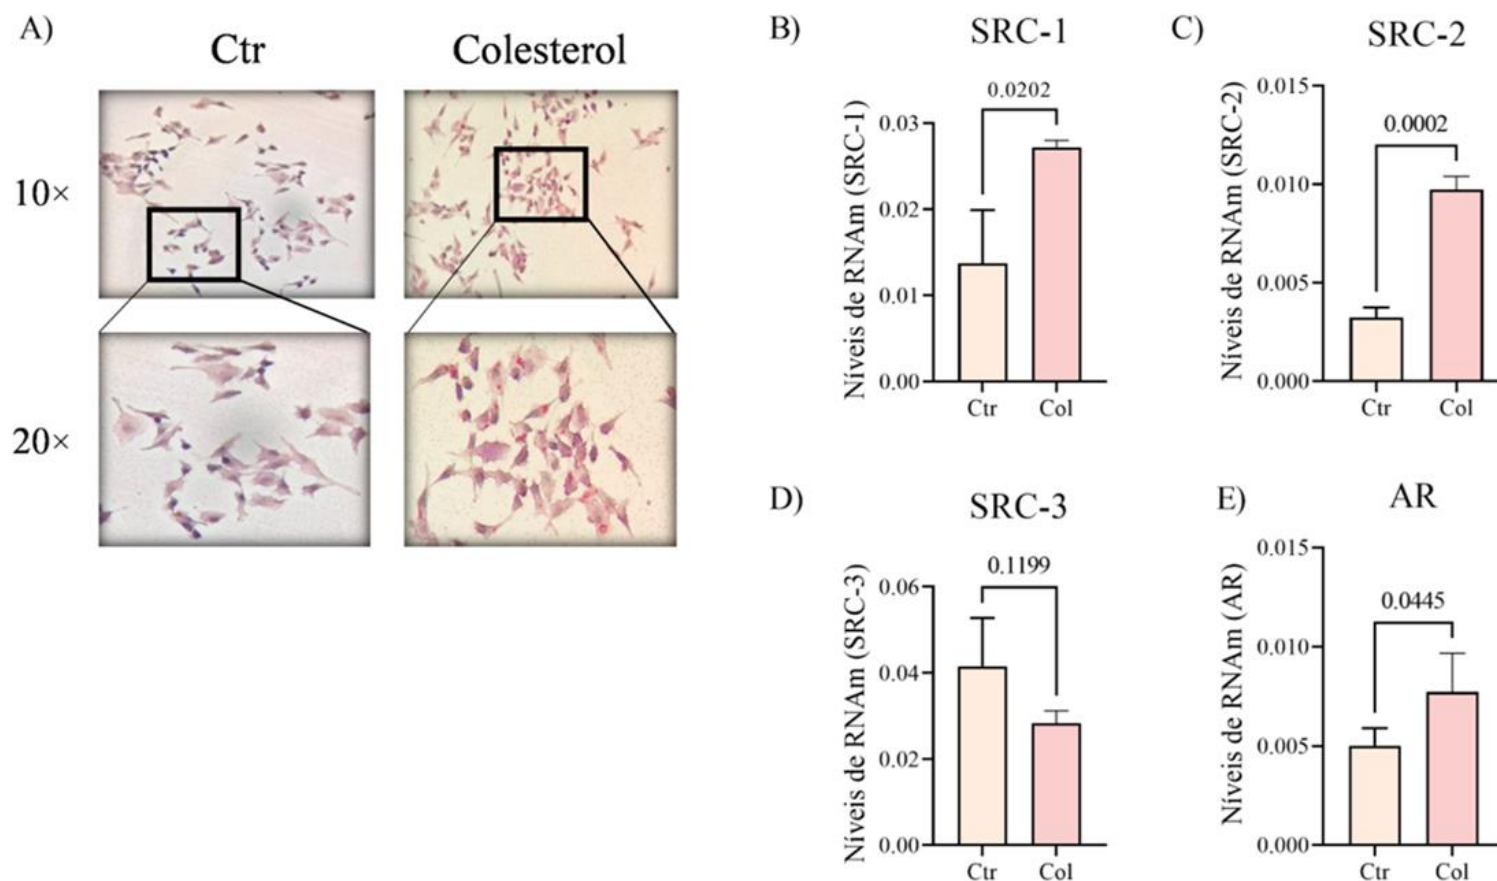 A)
Ctr
Colesterol
10×
20×
B)
SRC-1
Níveis de RNAm (SRC-1)
0.0202
0.03
0.02
0.01
0.00
Ctr
Col
C)
SRC-2
Níveis de RNAm (SRC-2)
0.0002
0.015
0.010
0.005
0.000
Ctr
Col
D)
SRC-3
Níveis de RNAm (SRC-3)
0.1199
0.06
0.04
0.02
0.00
Ctr
Col
E)
AR
Níveis de RNAm (AR)
0.0445
0.015
0.010
0.005
0.000
Ctr
Col